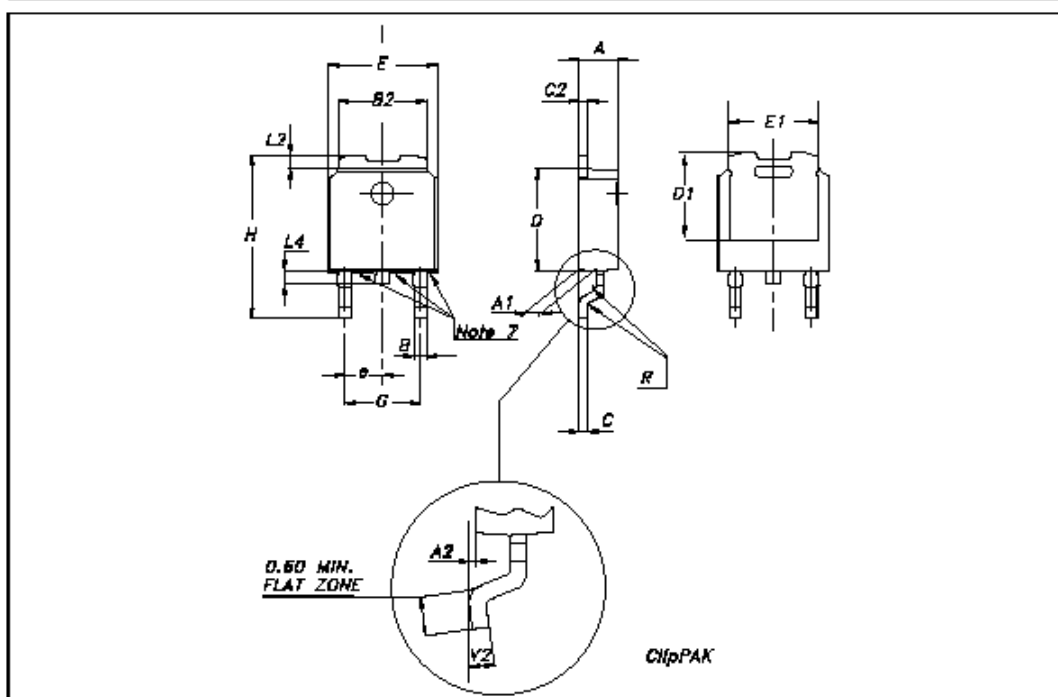 A
E
C2
B2
E1
L2
D1
D
H
L4
A1
Note 7
B
R
e
G
C
A2
0.60 MIN.
FLAT ZONE
V2
ClipPAK